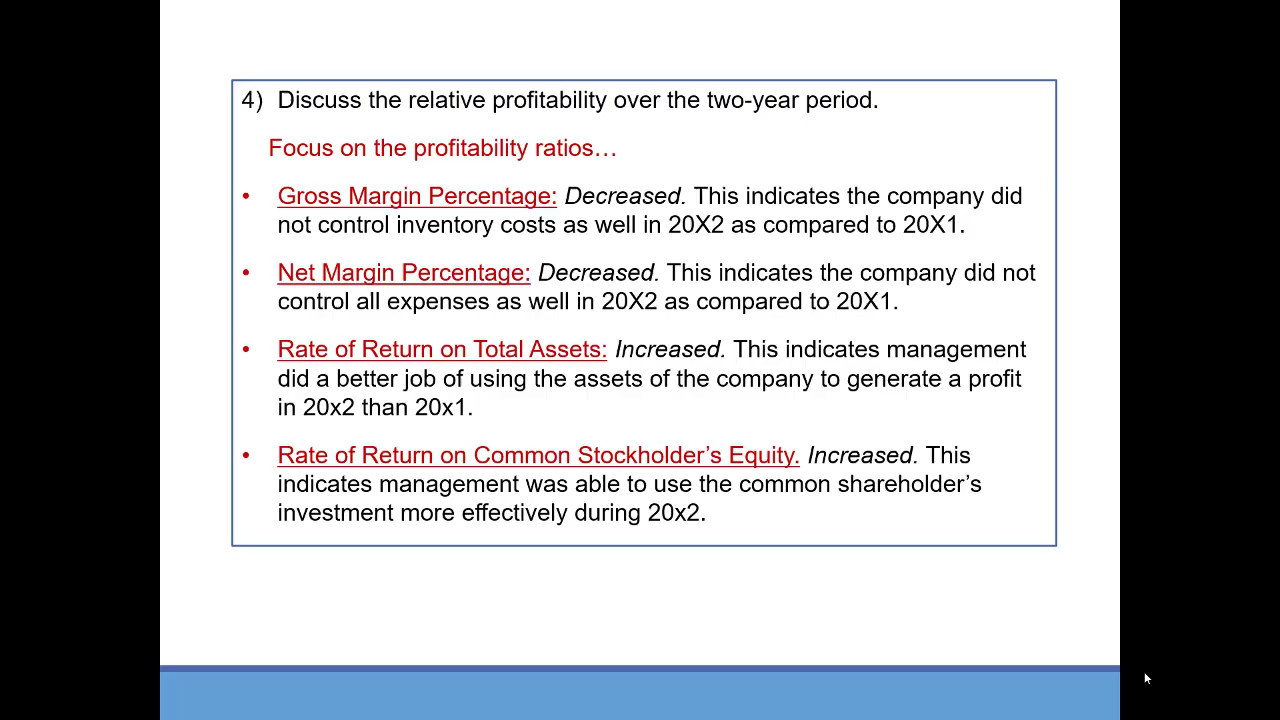 4) Discuss the relative profitability over the two-year period.
Focus on the profitability ratios…
• Gross Margin Percentage: Decreased. This indicates the company did
not control inventory costs as well in 20X2 as compared to 20X1.
• Net Margin Percentage: Decreased. This indicates the company did not
control all expenses as well in 20X2 as compared to 20X1.
• Rate of Return on Total Assets: Increased. This indicates management
did a better job of using the assets of the company to generate a profit
in 20x2 than 20x1.
• Rate of Return on Common Stockholder’s Equity. Increased. This
indicates management was able to use the common shareholder’s
investment more effectively during 20x2.